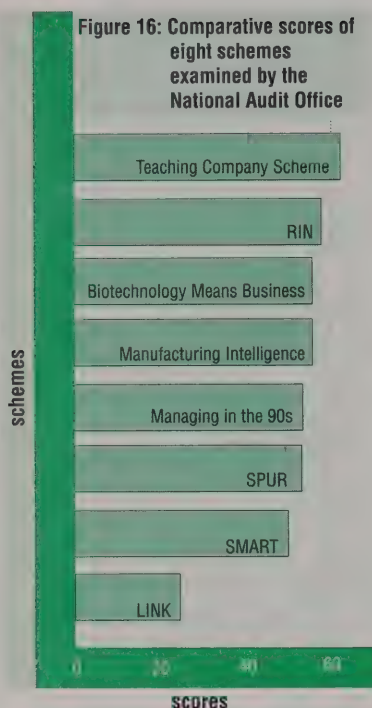 Figure 16: Comparative scores of
eight schemes
examined by the
National Audit Office
Teaching Company Scheme
RIN
Biotechnology Means Business
Manufacturing Intelligence
Managing in the 90s
SPUR
SMART
LINK
schemes
0 20 40 60
scores